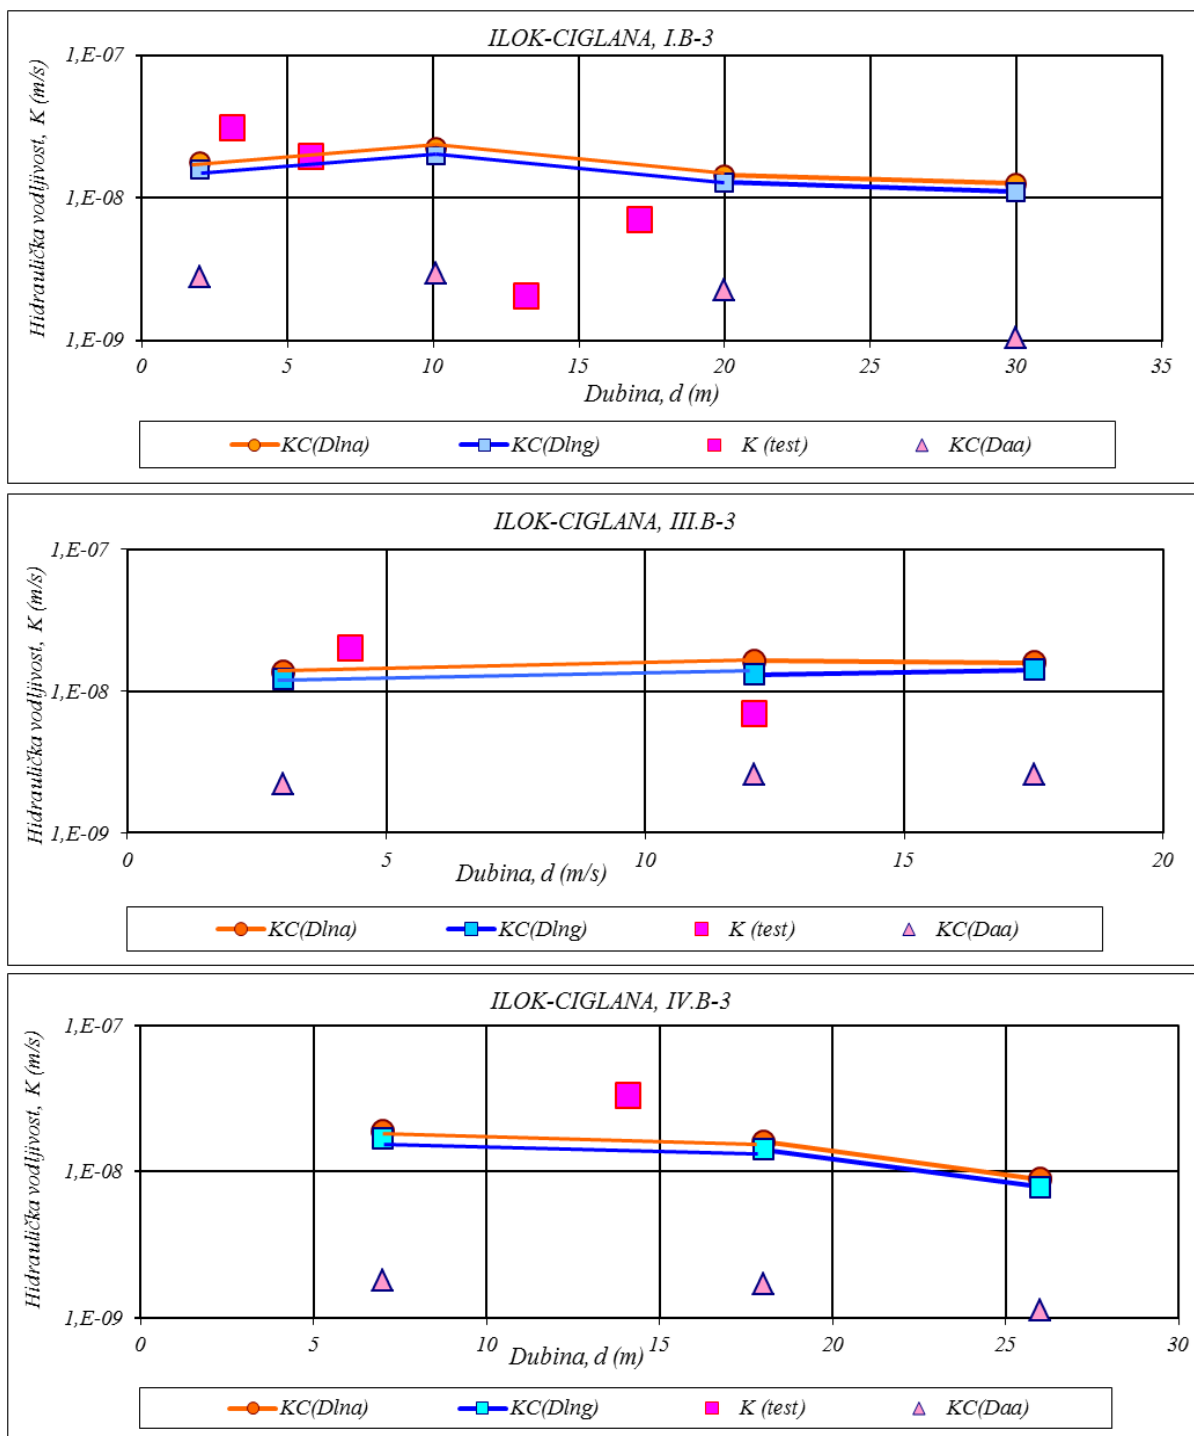 ILOK-CIGLANA, I.B-3
Hidraulička vodljivost, K (m/s)
1,E-07
1,E-08
1,E-09
0 5 10 15 20 25 30 35
Dubina, d (m)
KC(Dlna) KC(Dlng) K (test) KC(Daa)
ILOK-CIGLANA, III.B-3
Hidraulička vodljivost, K (m/s)
1,E-07
1,E-08
1,E-09
0 5 10 15 20
Dubina, d (m/s)
KC(Dlna) KC(Dlng) K (test) KC(Daa)
ILOK-CIGLANA, IV.B-3
Hidraulička vodljivost, K (m/s)
1,E-07
1,E-08
1,E-09
0 5 10 15 20 25 30
Dubina, d (m)
KC(Dlna) KC(Dlng) K (test) KC(Daa)